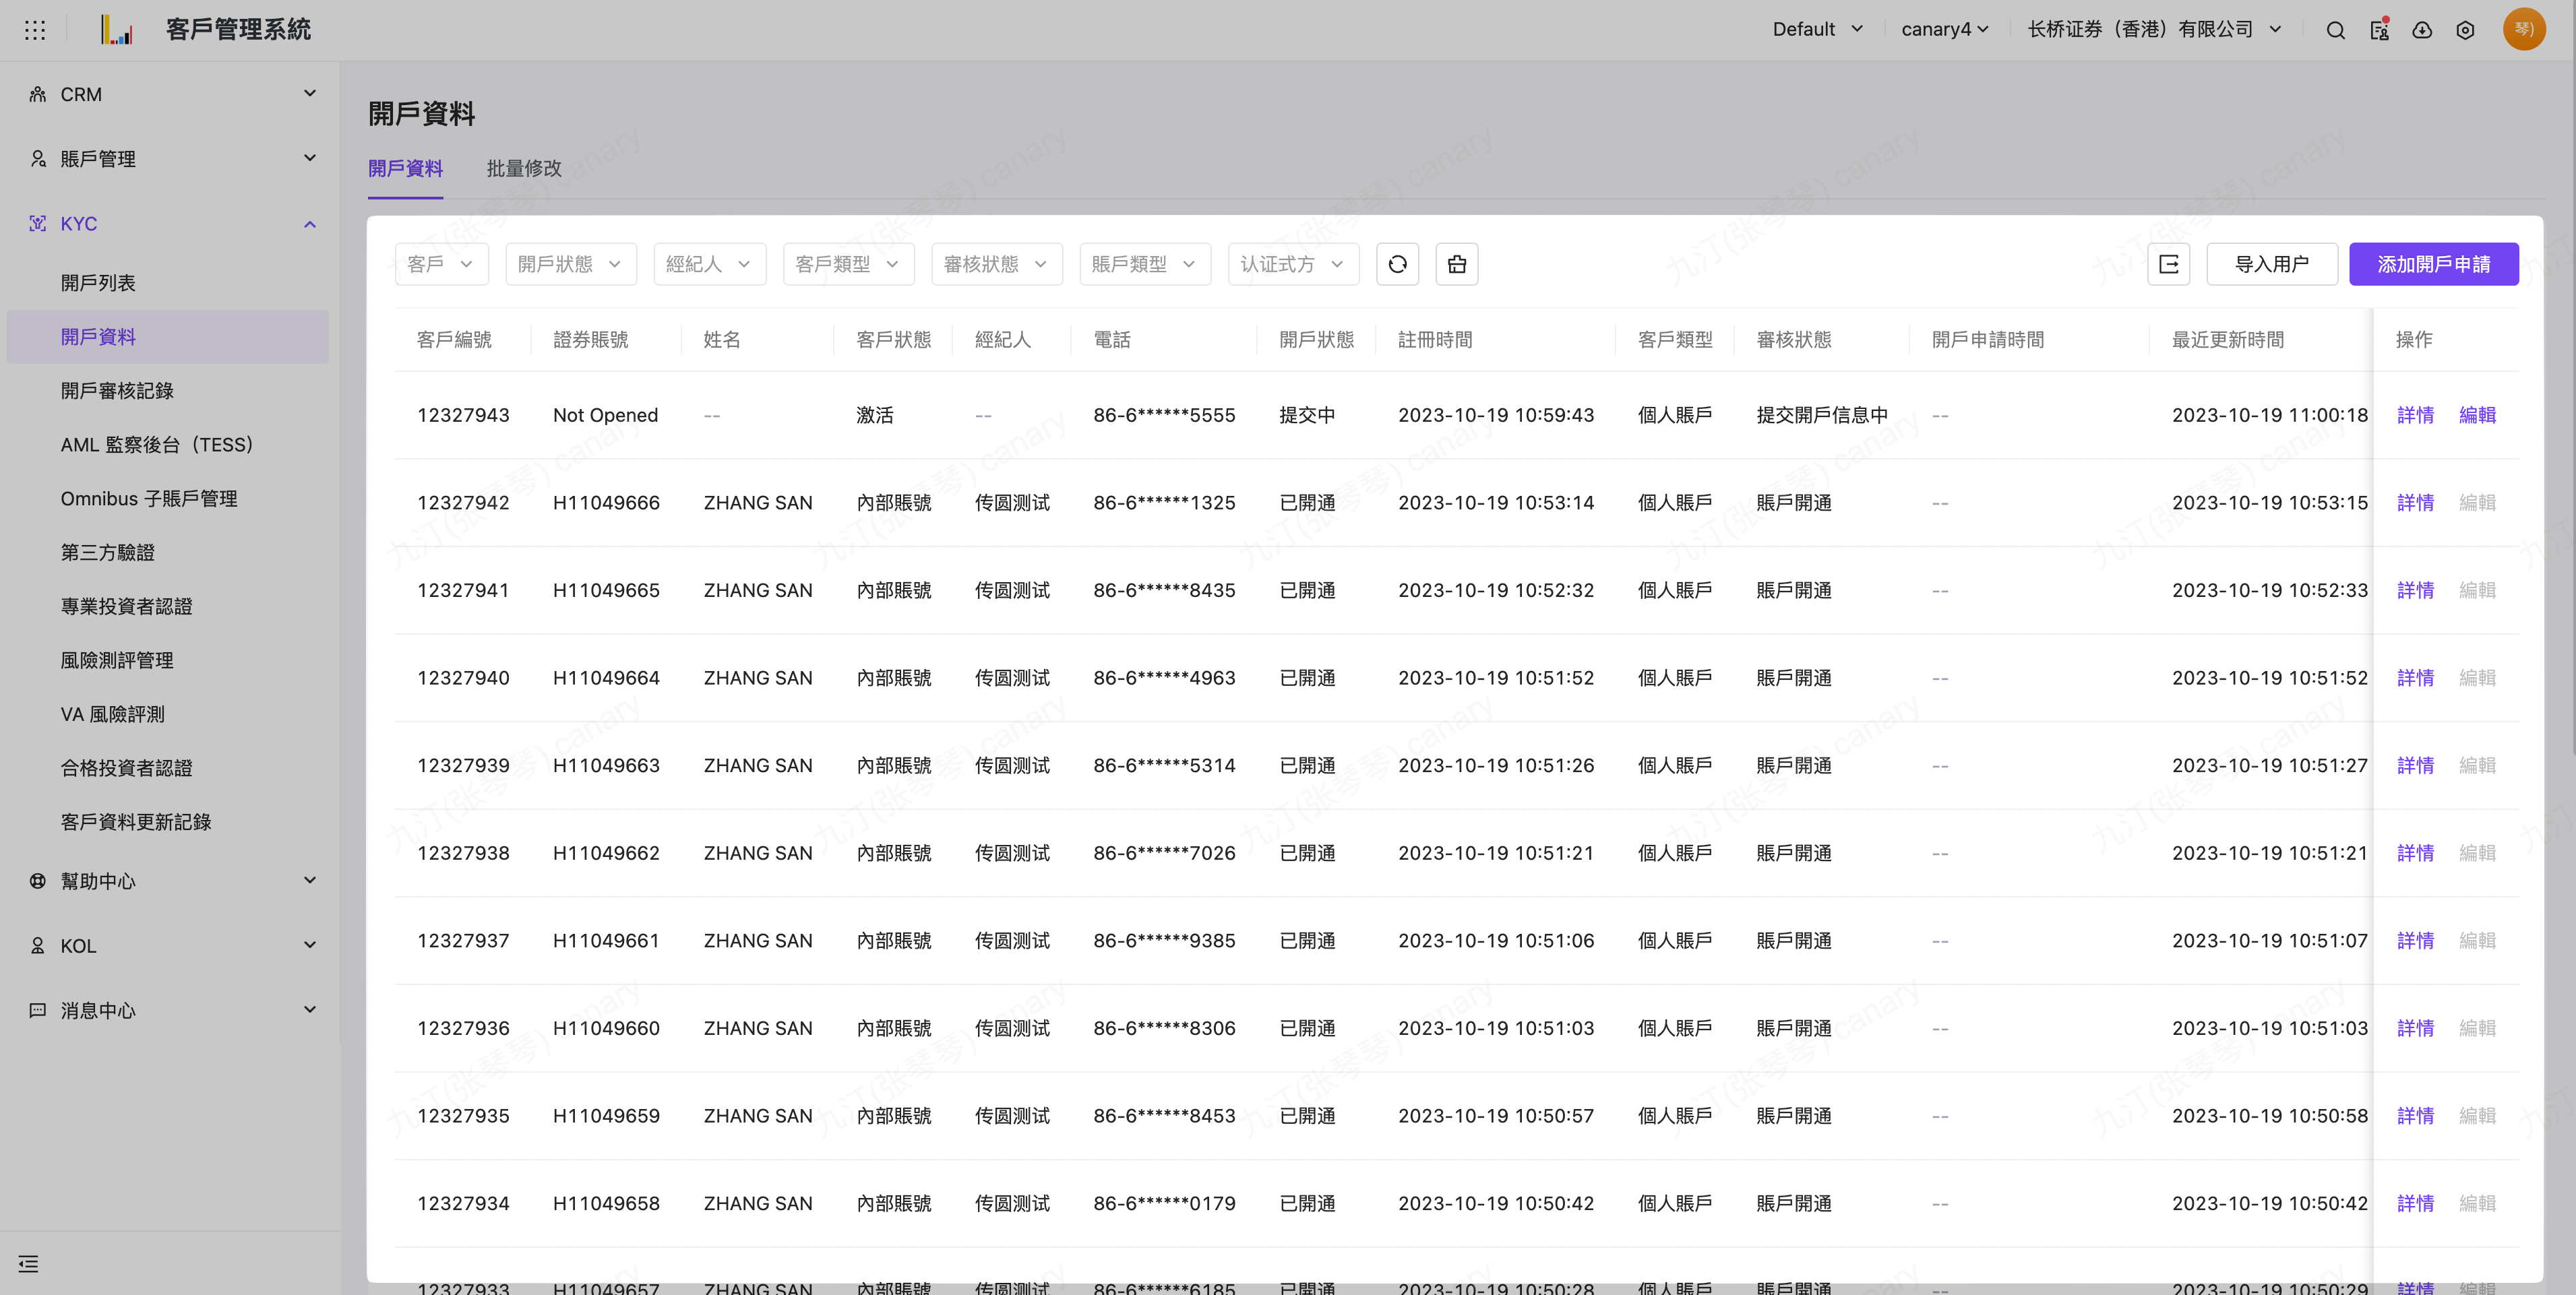 客戶管理系統
Default canary4 长桥证券（香港）有限公司 琴)
CRM
賬戶管理
KYC
開戶列表
開戶資料
開戶審核記錄
AML 監察後台（TESS）
Omnibus 子賬戶管理
第三方驗證
專業投資者認證
風險測評管理
VA 風險評測
合格投資者認證
客戶資料更新記錄
幫助中心
KOL
消息中心
開戶資料
開戶資料 批量修改
客戶 開戶狀態 經紀人 客戶類型 審核狀態 賬戶類型 认证式方 导入用户 添加開戶申請
客戶編號 證券賬號 姓名 客戶狀態 經紀人 電話 開戶狀態 註冊時間 客戶類型 審核狀態 開戶申請時間 最近更新時間 操作
12327943 Not Opened -- 激活 -- 86-6******5555 提交中 2023-10-19 10:59:43 個人賬戶 提交開戶信息中 -- 2023-10-19 11:00:18 詳情 編輯
12327942 H11049666 ZHANG SAN 內部賬號 传圆测试 86-6******1325 已開通 2023-10-19 10:53:14 個人賬戶 賬戶開通 -- 2023-10-19 10:53:15 詳情 編輯
12327941 H11049665 ZHANG SAN 內部賬號 传圆测试 86-6******8435 已開通 2023-10-19 10:52:32 個人賬戶 賬戶開通 -- 2023-10-19 10:52:33 詳情 編輯
12327940 H11049664 ZHANG SAN 內部賬號 传圆测试 86-6******4963 已開通 2023-10-19 10:51:52 個人賬戶 賬戶開通 -- 2023-10-19 10:51:52 詳情 編輯
12327939 H11049663 ZHANG SAN 內部賬號 传圆测试 86-6******5314 已開通 2023-10-19 10:51:26 個人賬戶 賬戶開通 -- 2023-10-19 10:51:27 詳情 編輯
12327938 H11049662 ZHANG SAN 內部賬號 传圆测试 86-6******7026 已開通 2023-10-19 10:51:21 個人賬戶 賬戶開通 -- 2023-10-19 10:51:21 詳情 編輯
12327937 H11049661 ZHANG SAN 內部賬號 传圆测试 86-6******9385 已開通 2023-10-19 10:51:06 個人賬戶 賬戶開通 -- 2023-10-19 10:51:07 詳情 編輯
12327936 H11049660 ZHANG SAN 內部賬號 传圆测试 86-6******8306 已開通 2023-10-19 10:51:03 個人賬戶 賬戶開通 -- 2023-10-19 10:51:03 詳情 編輯
12327935 H11049659 ZHANG SAN 內部賬號 传圆测试 86-6******8453 已開通 2023-10-19 10:50:57 個人賬戶 賬戶開通 -- 2023-10-19 10:50:58 詳情 編輯
12327934 H11049658 ZHANG SAN 內部賬號 传圆测试 86-6******0179 已開通 2023-10-19 10:50:42 個人賬戶 賬戶開通 -- 2023-10-19 10:50:42 詳情 編輯
12327933 H11049657 ZHANG SAN 內部賬號 传圆测试 86-6******6185 已開通 2023-10-19 10:50:28 個人賬戶 賬戶開通 -- 2023-10-19 10:50:29 詳情 編輯
九汀(张琴琴) canary